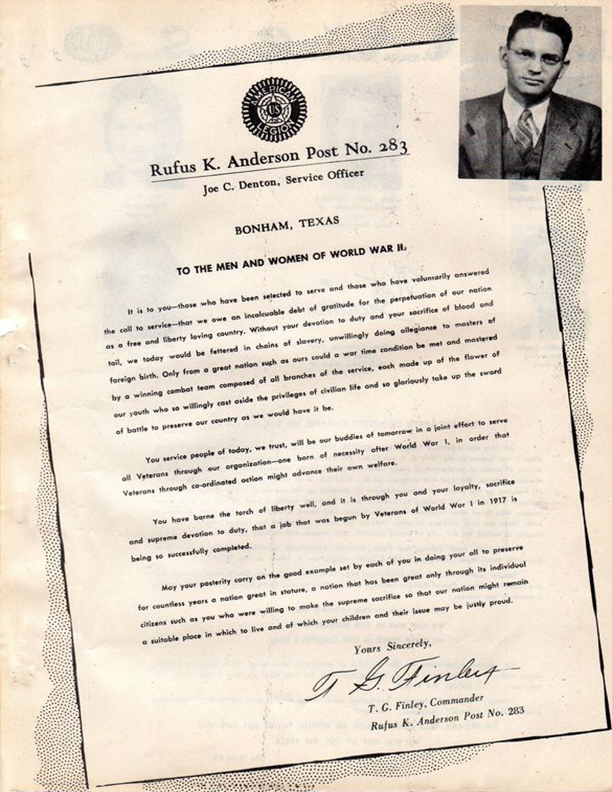 AMERICAN
US
LEGION
Rufus K. Anderson Post No. 283
Joe C. Denton, Service Officer
BONHAM, TEXAS
TO THE MEN AND WOMEN OF WORLD WAR II,
It is to you—those who have been selected to serve and those who have voluntarily answered
the call to service—that we owe an incalcuable debt of gratitude for the perpetuation of our nation
as a free and liberty loving country. Without your devotion to duty and your sacrifice of blood and
toil, we today would be fettered in chains of slavery, unwillingly doing allegiance to masters of
foreign birth. Only from a great nation such as ours could a war time condition be met and mastered
by a winning combat team composed of all branches of the service, each made up of the flower of
our youth who so willingly cast aside the privileges of civilian life and so gloriously take up the sword
of battle to preserve our country as we would have it be.
You service people of today, we trust, will be our buddies of tomorrow in a joint effort to serve
all Veterans through our organization—one born of necessity after World War I, in order that
Veterans through co-ordinated action might advance their own welfare.
You have borne the torch of liberty well, and it is through you and your loyalty, sacrifice
and supreme devotion to duty, that a job that was begun by Veterans of World War I in 1917 is
being so successfully completed.
May your posterity carry on the good example set by each of you in doing your all to preserve
for countless years a nation great in stature, a nation that has been great only through its individual
citizens such as you who were willing to make the supreme sacrifice so that our nation might remain
a suitable place in which to live and of which your children and their issue may be justly proud.
Yours Sincerely,
T G Finley
T. G. Finley, Commander
Rufus K. Anderson Post No. 283